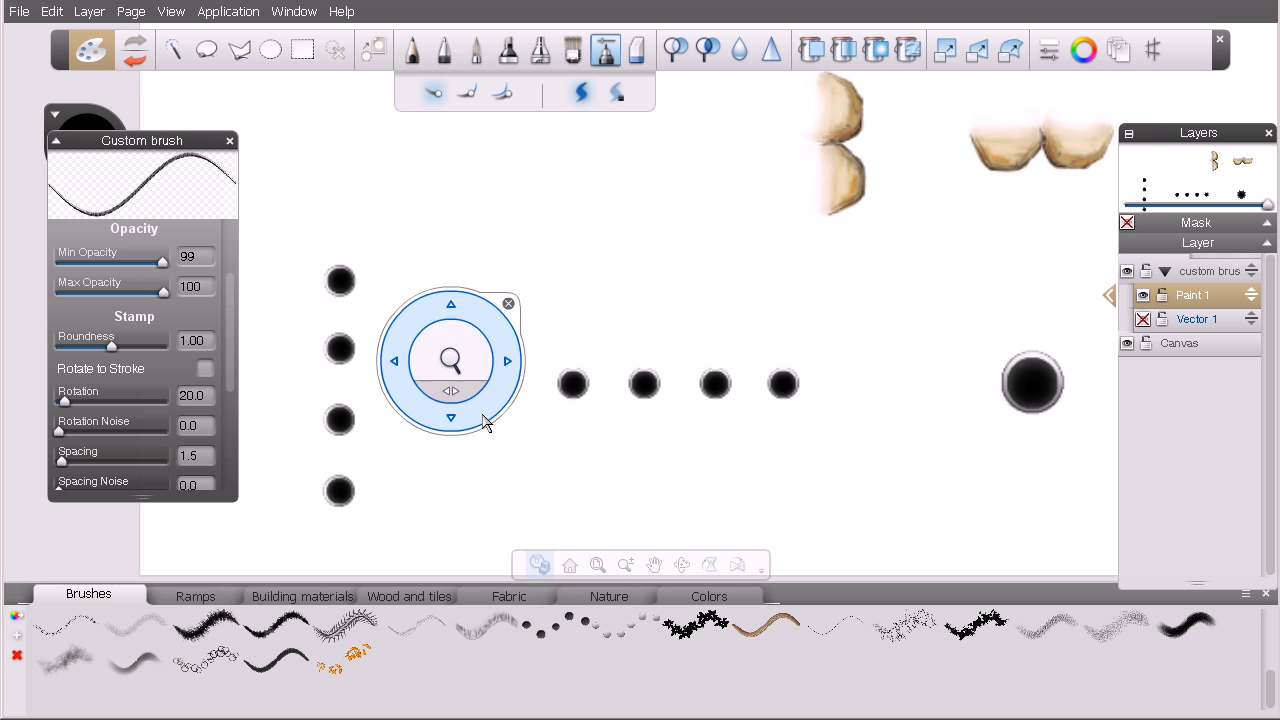 File Edit Layer Page View Application Window Help
Custom brush
Opacity
Min Opacity 99
Max Opacity 100
Stamp
Roundness 1.00
Rotate to Stroke
Rotation 20.0
Rotation Noise 0.0
Spacing 1.5
Spacing Noise 0.0
Layers
Mask
Layer
custom brus
Paint 1
Vector 1
Canvas
Brushes Ramps Building materials Wood and tiles Fabric Nature Colors